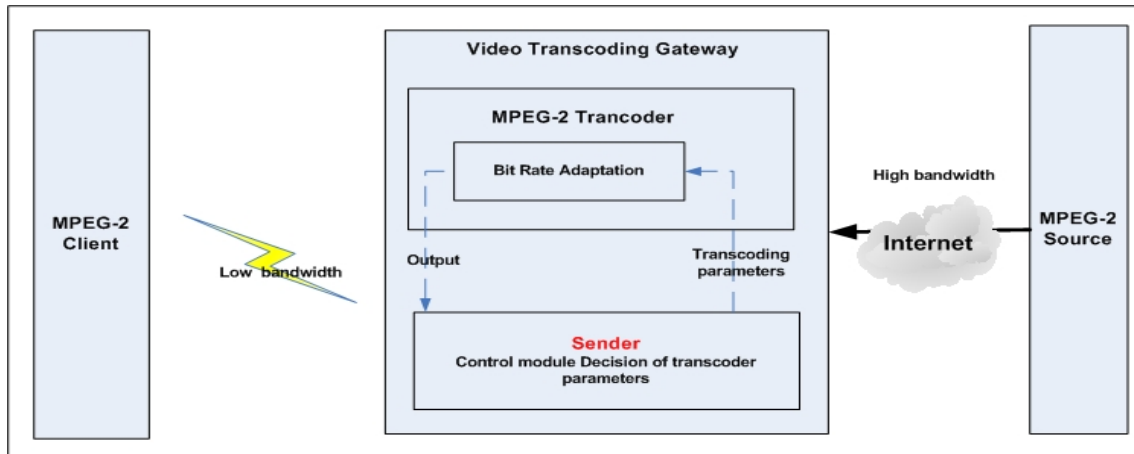 Video Transcoding Gateway
MPEG-2 Trancoder
Bit Rate Adaptation
High bandwidth
MPEG-2
Client
Internet
MPEG-2
Source
Low bandwidth
Output
Transcoding
parameters
Sender
Control module Decision of transcoder
parameters